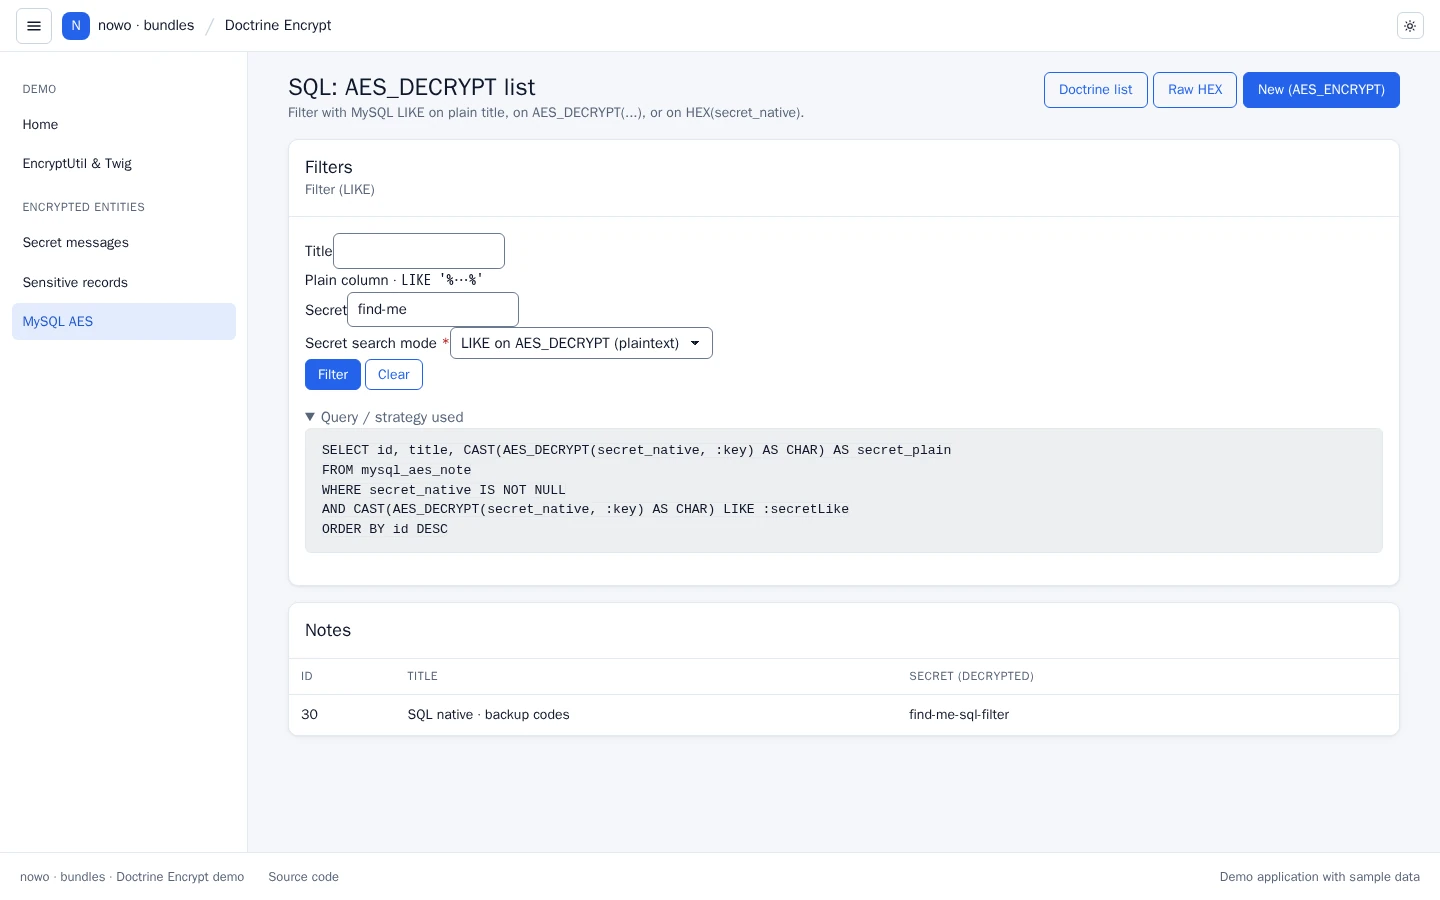 N nowo · bundles / Doctrine Encrypt
DEMO
Home
EncryptUtil & Twig
ENCRYPTED ENTITIES
Secret messages
Sensitive records
MySQL AES
SQL: AES_DECRYPT list
Filter with MySQL LIKE on plain title, on AES_DECRYPT(...), or on HEX(secret_native).
Doctrine list
Raw HEX
New (AES_ENCRYPT)
Filters
Filter (LIKE)
Title
Plain column · LIKE '%…%'
Secret find-me
Secret search mode * LIKE on AES_DECRYPT (plaintext)
Filter Clear
Query / strategy used
SELECT id, title, CAST(AES_DECRYPT(secret_native, :key) AS CHAR) AS secret_plain
FROM mysql_aes_note
WHERE secret_native IS NOT NULL
AND CAST(AES_DECRYPT(secret_native, :key) AS CHAR) LIKE :secretLike
ORDER BY id DESC
Notes
ID TITLE SECRET (DECRYPTED)
30 SQL native · backup codes find-me-sql-filter
nowo · bundles · Doctrine Encrypt demo Source code Demo application with sample data